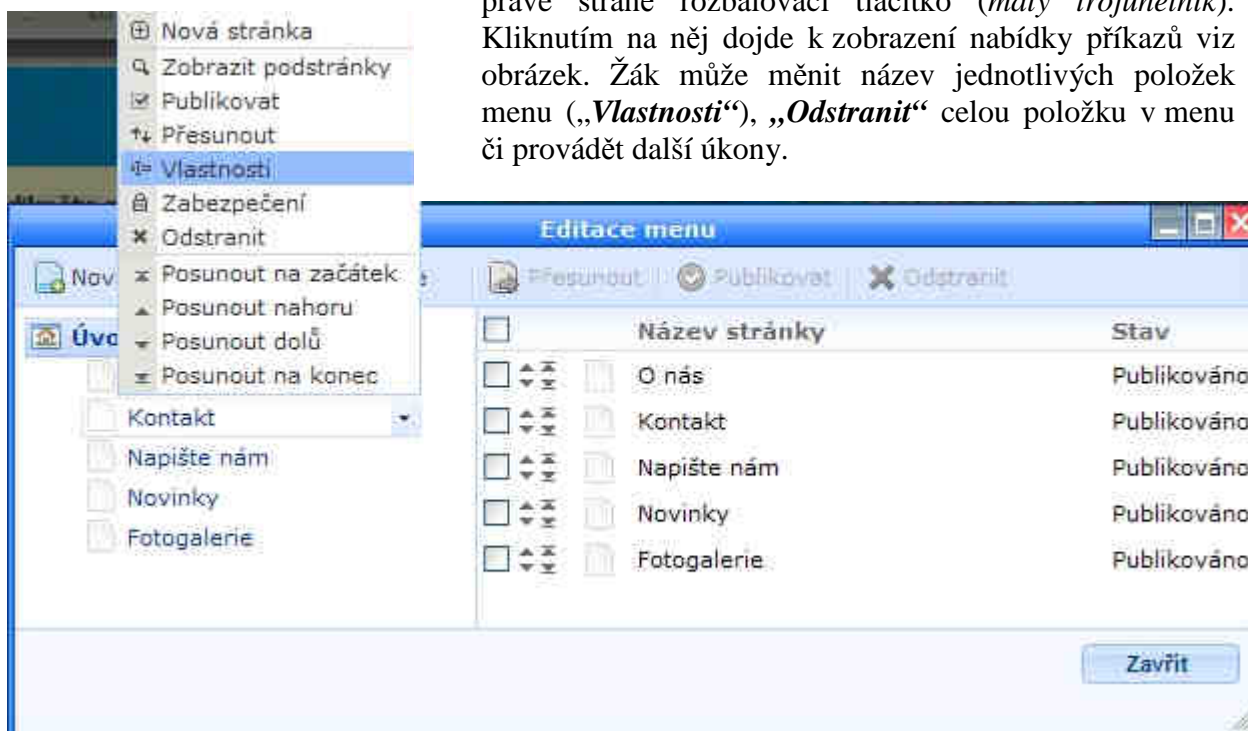 pravé straně rozbalovací tlačítko (malý trojúhelník).
Kliknutím na něj dojde k zobrazení nabídky příkazů viz
obrázek. Žák může měnit název jednotlivých položek
menu („Vlastnosti“), „Odstranit“ celou položku v menu
či provádět další úkony.
Nová stránka
Zobrazit podstránky
Publikovat
Přesunout
Vlastnosti
Zabezpečení
Odstranit
Posunout na začátek
Posunout nahoru
Posunout dolů
Posunout na konec
Editace menu
Nov
Přesunout Publikovat Odstranit
Úvo
Kontakt
Napište nám
Novinky
Fotogalerie
Název stránky Stav
O nás Publikováno
Kontakt Publikováno
Napište nám Publikováno
Novinky Publikováno
Fotogalerie Publikováno
Zavřít